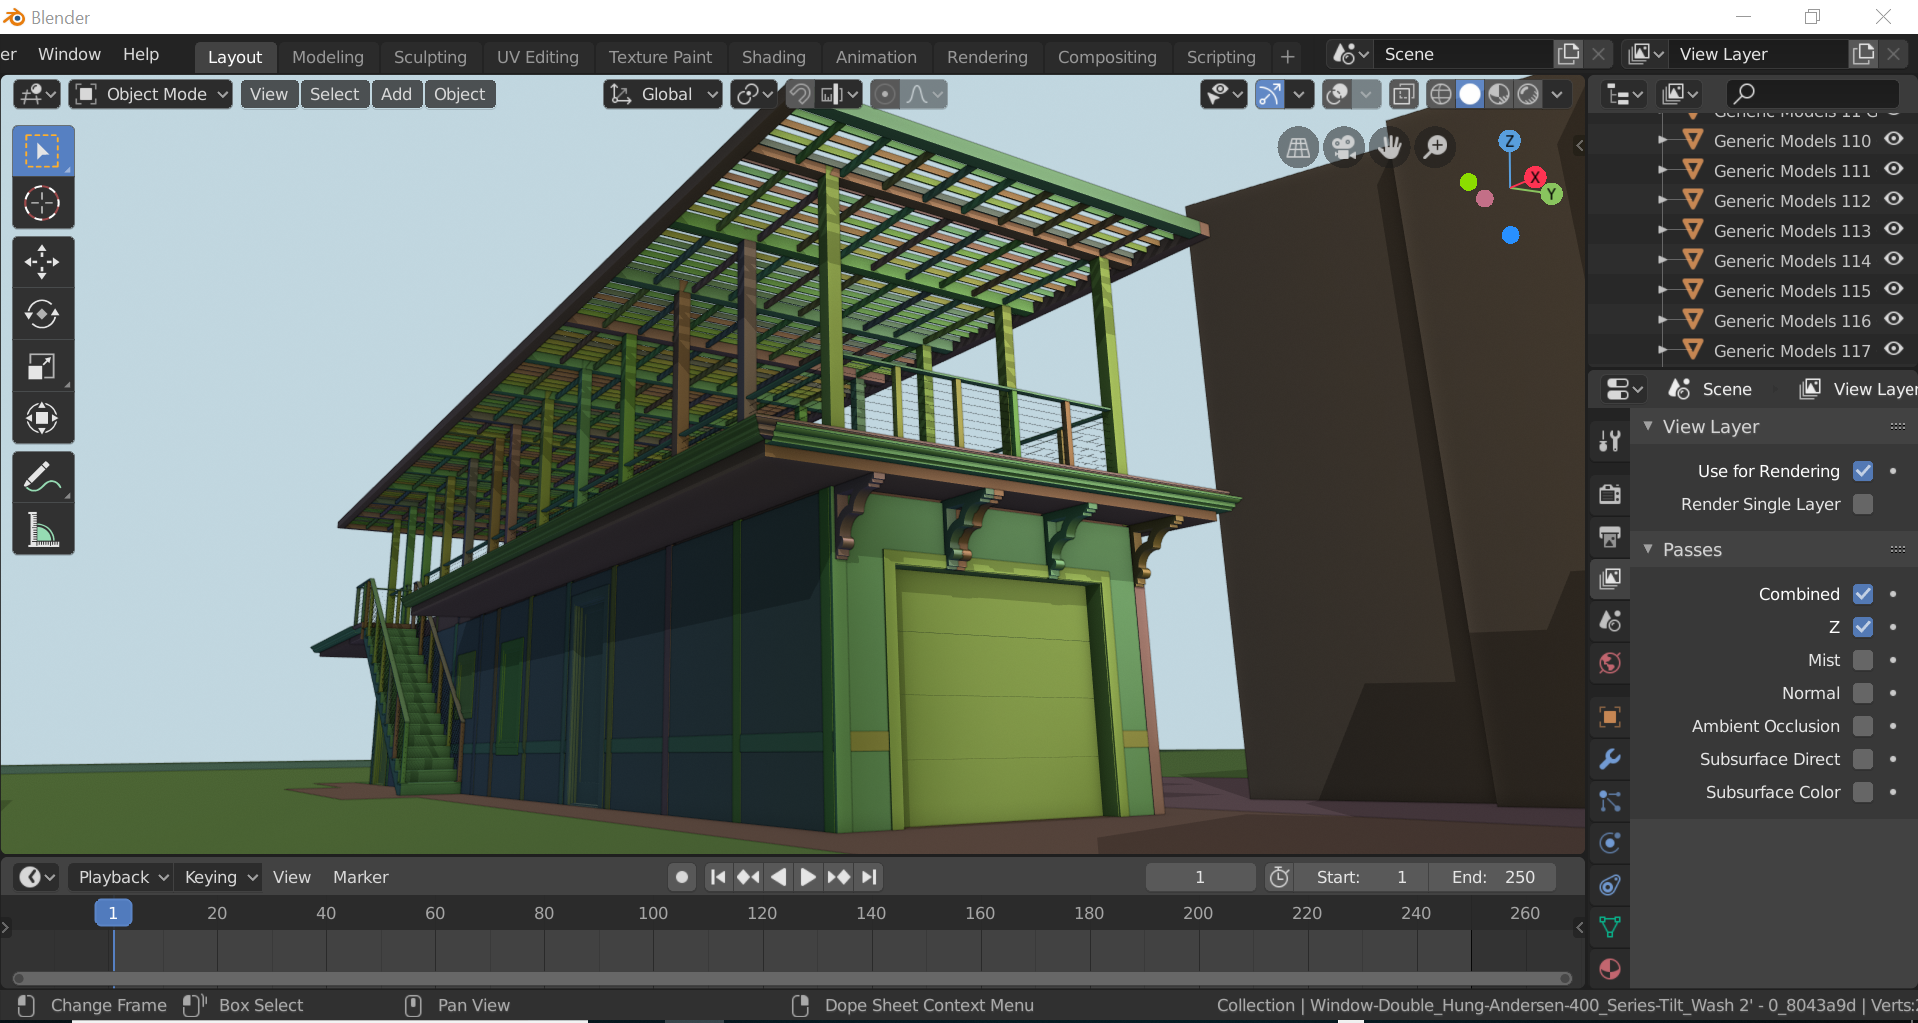 Blender
er Window Help Layout Modeling Sculpting UV Editing Texture Paint Shading Animation Rendering Compositing Scripting + Scene View Layer
Object Mode View Select Add Object Global
Z
X
Y
Generic Models 11 G
Generic Models 110
Generic Models 111
Generic Models 112
Generic Models 113
Generic Models 114
Generic Models 115
Generic Models 116
Generic Models 117
Scene View Layer
View Layer
Use for Rendering
Render Single Layer
Passes
Combined
Z
Mist
Normal
Ambient Occlusion
Subsurface Direct
Subsurface Color
Playback Keying View Marker 1 Start: 1 End: 250
1 20 40 60 80 100 120 140 160 180 200 220 240 260
Change Frame Box Select Pan View Dope Sheet Context Menu Collection | Window-Double_Hung-Andersen-400_Series-Tilt_Wash 2' - 0_8043a9d | Verts: